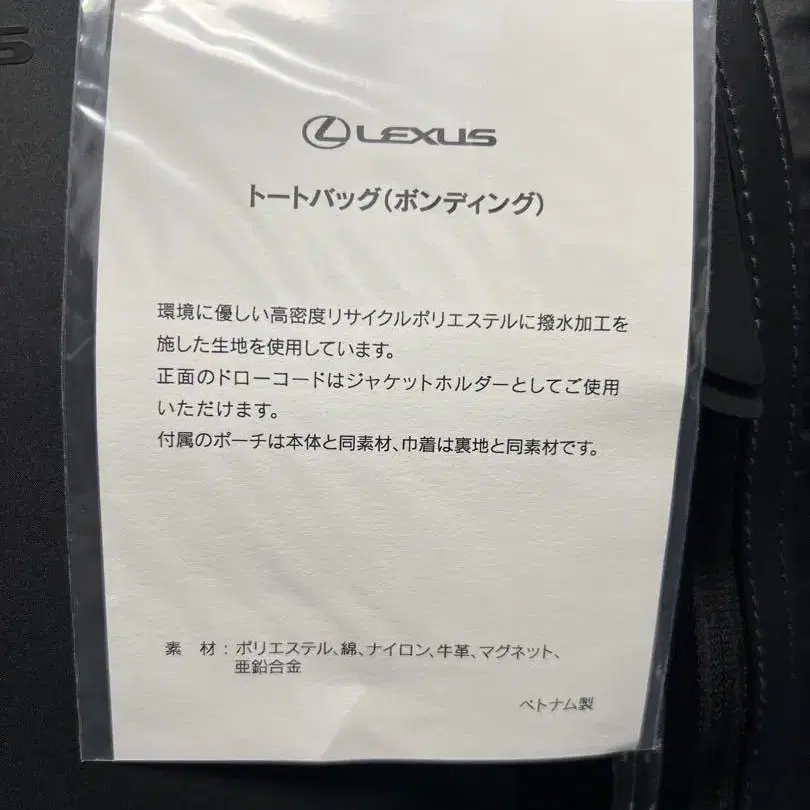 LEXUS
トートバッグ(ボンディング)
環境に優しい高密度リサイクルポリエステルに撥水加工を
施した生地を使用しています。
正面のドローコードはジャケットホルダーとしてご使用
いただけます。
付属のポーチは本体と同素材、巾着は裏地と同素材です。
素　材：ポリエステル、綿、ナイロン、牛革、マグネット、
亜鉛合金
ベトナム製